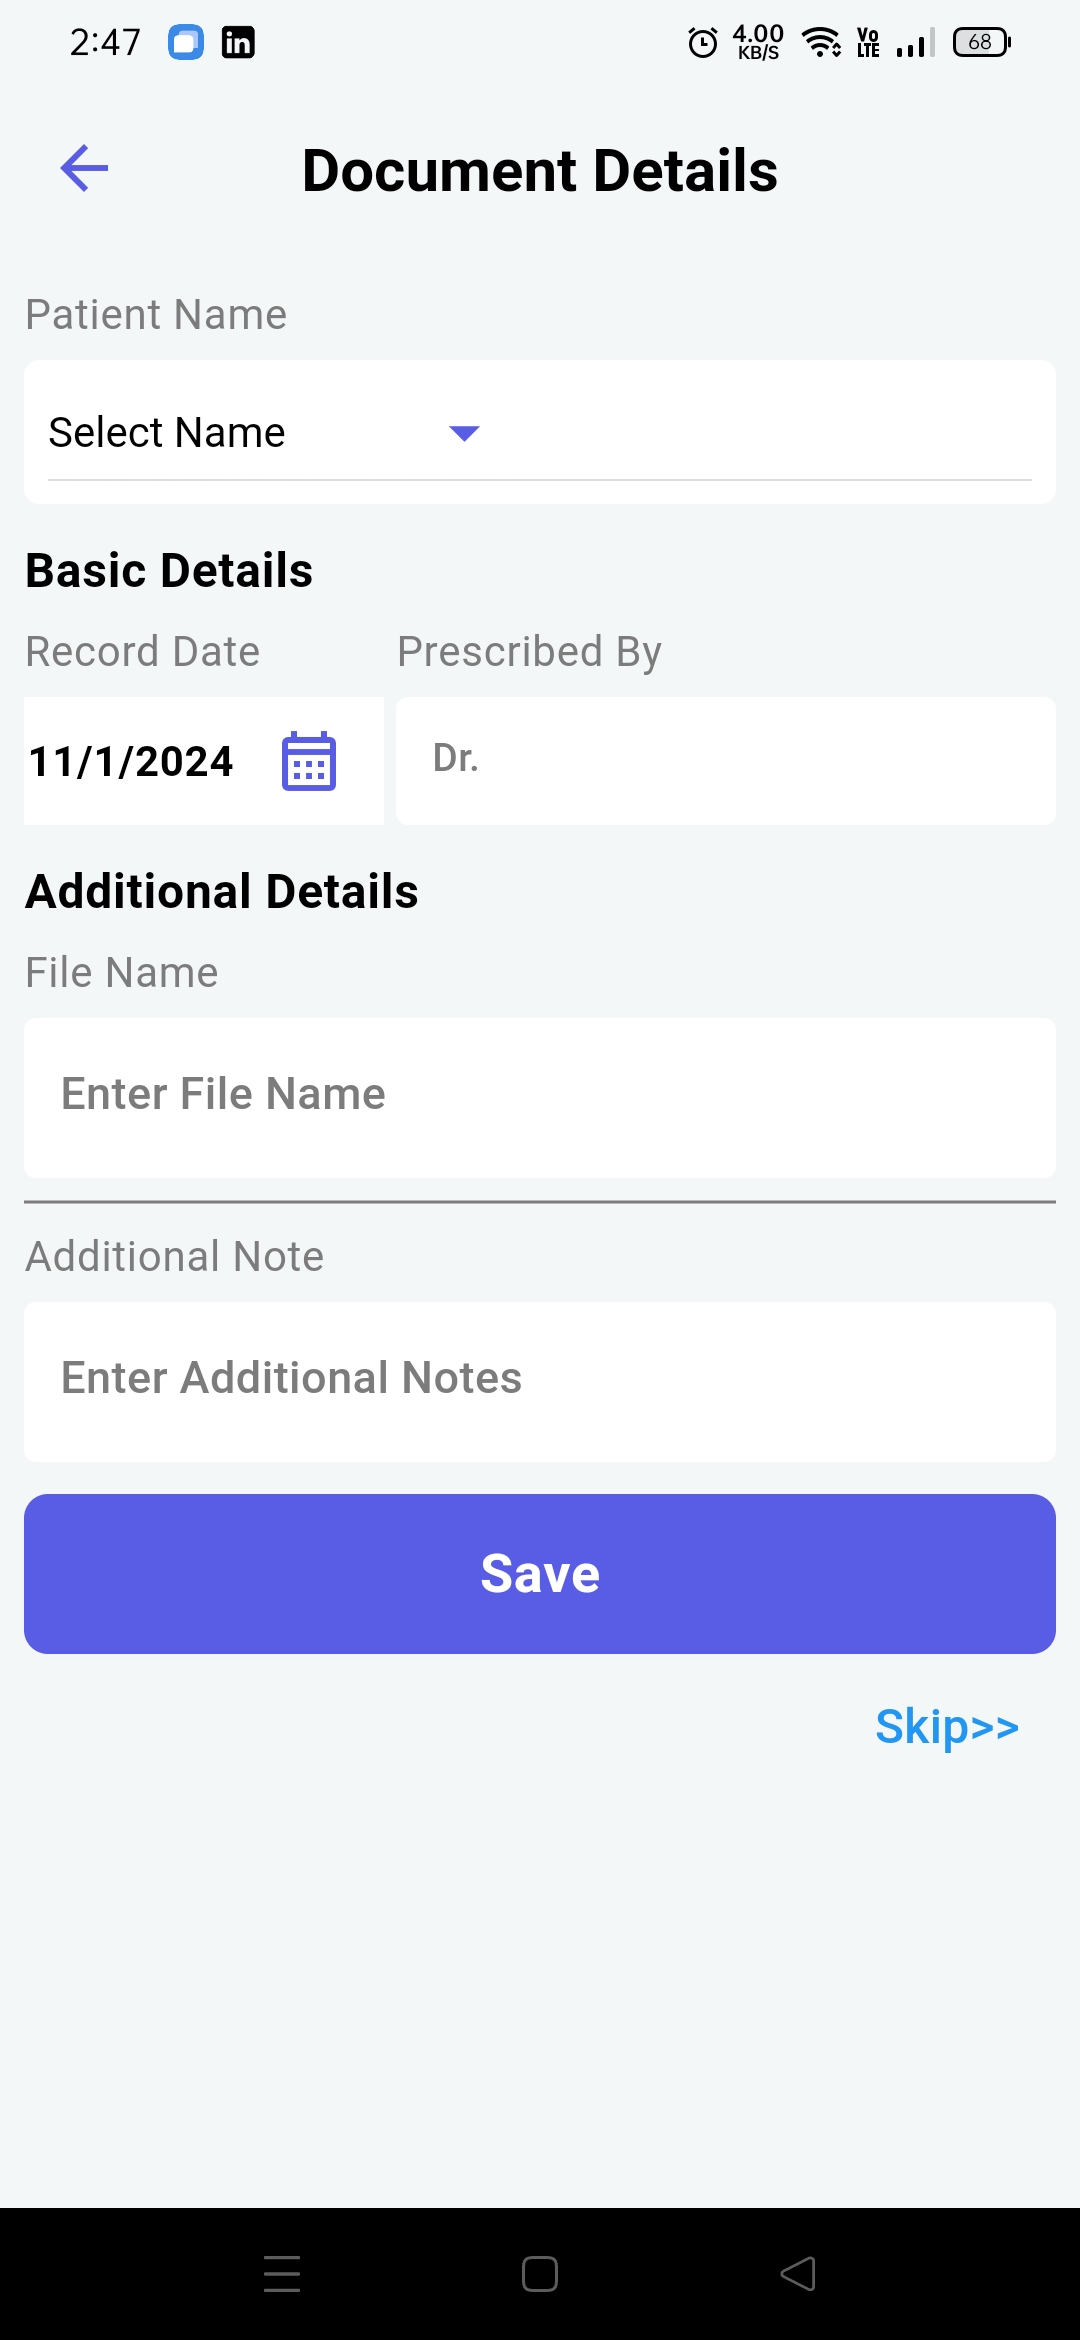 2:47 in 4.00 KB/S Vo LTE 68
Document Details
Patient Name
Select Name
Basic Details
Record Date Prescribed By
11/1/2024 Dr.
Additional Details
File Name
Enter File Name
Additional Note
Enter Additional Notes
Save
Skip>>